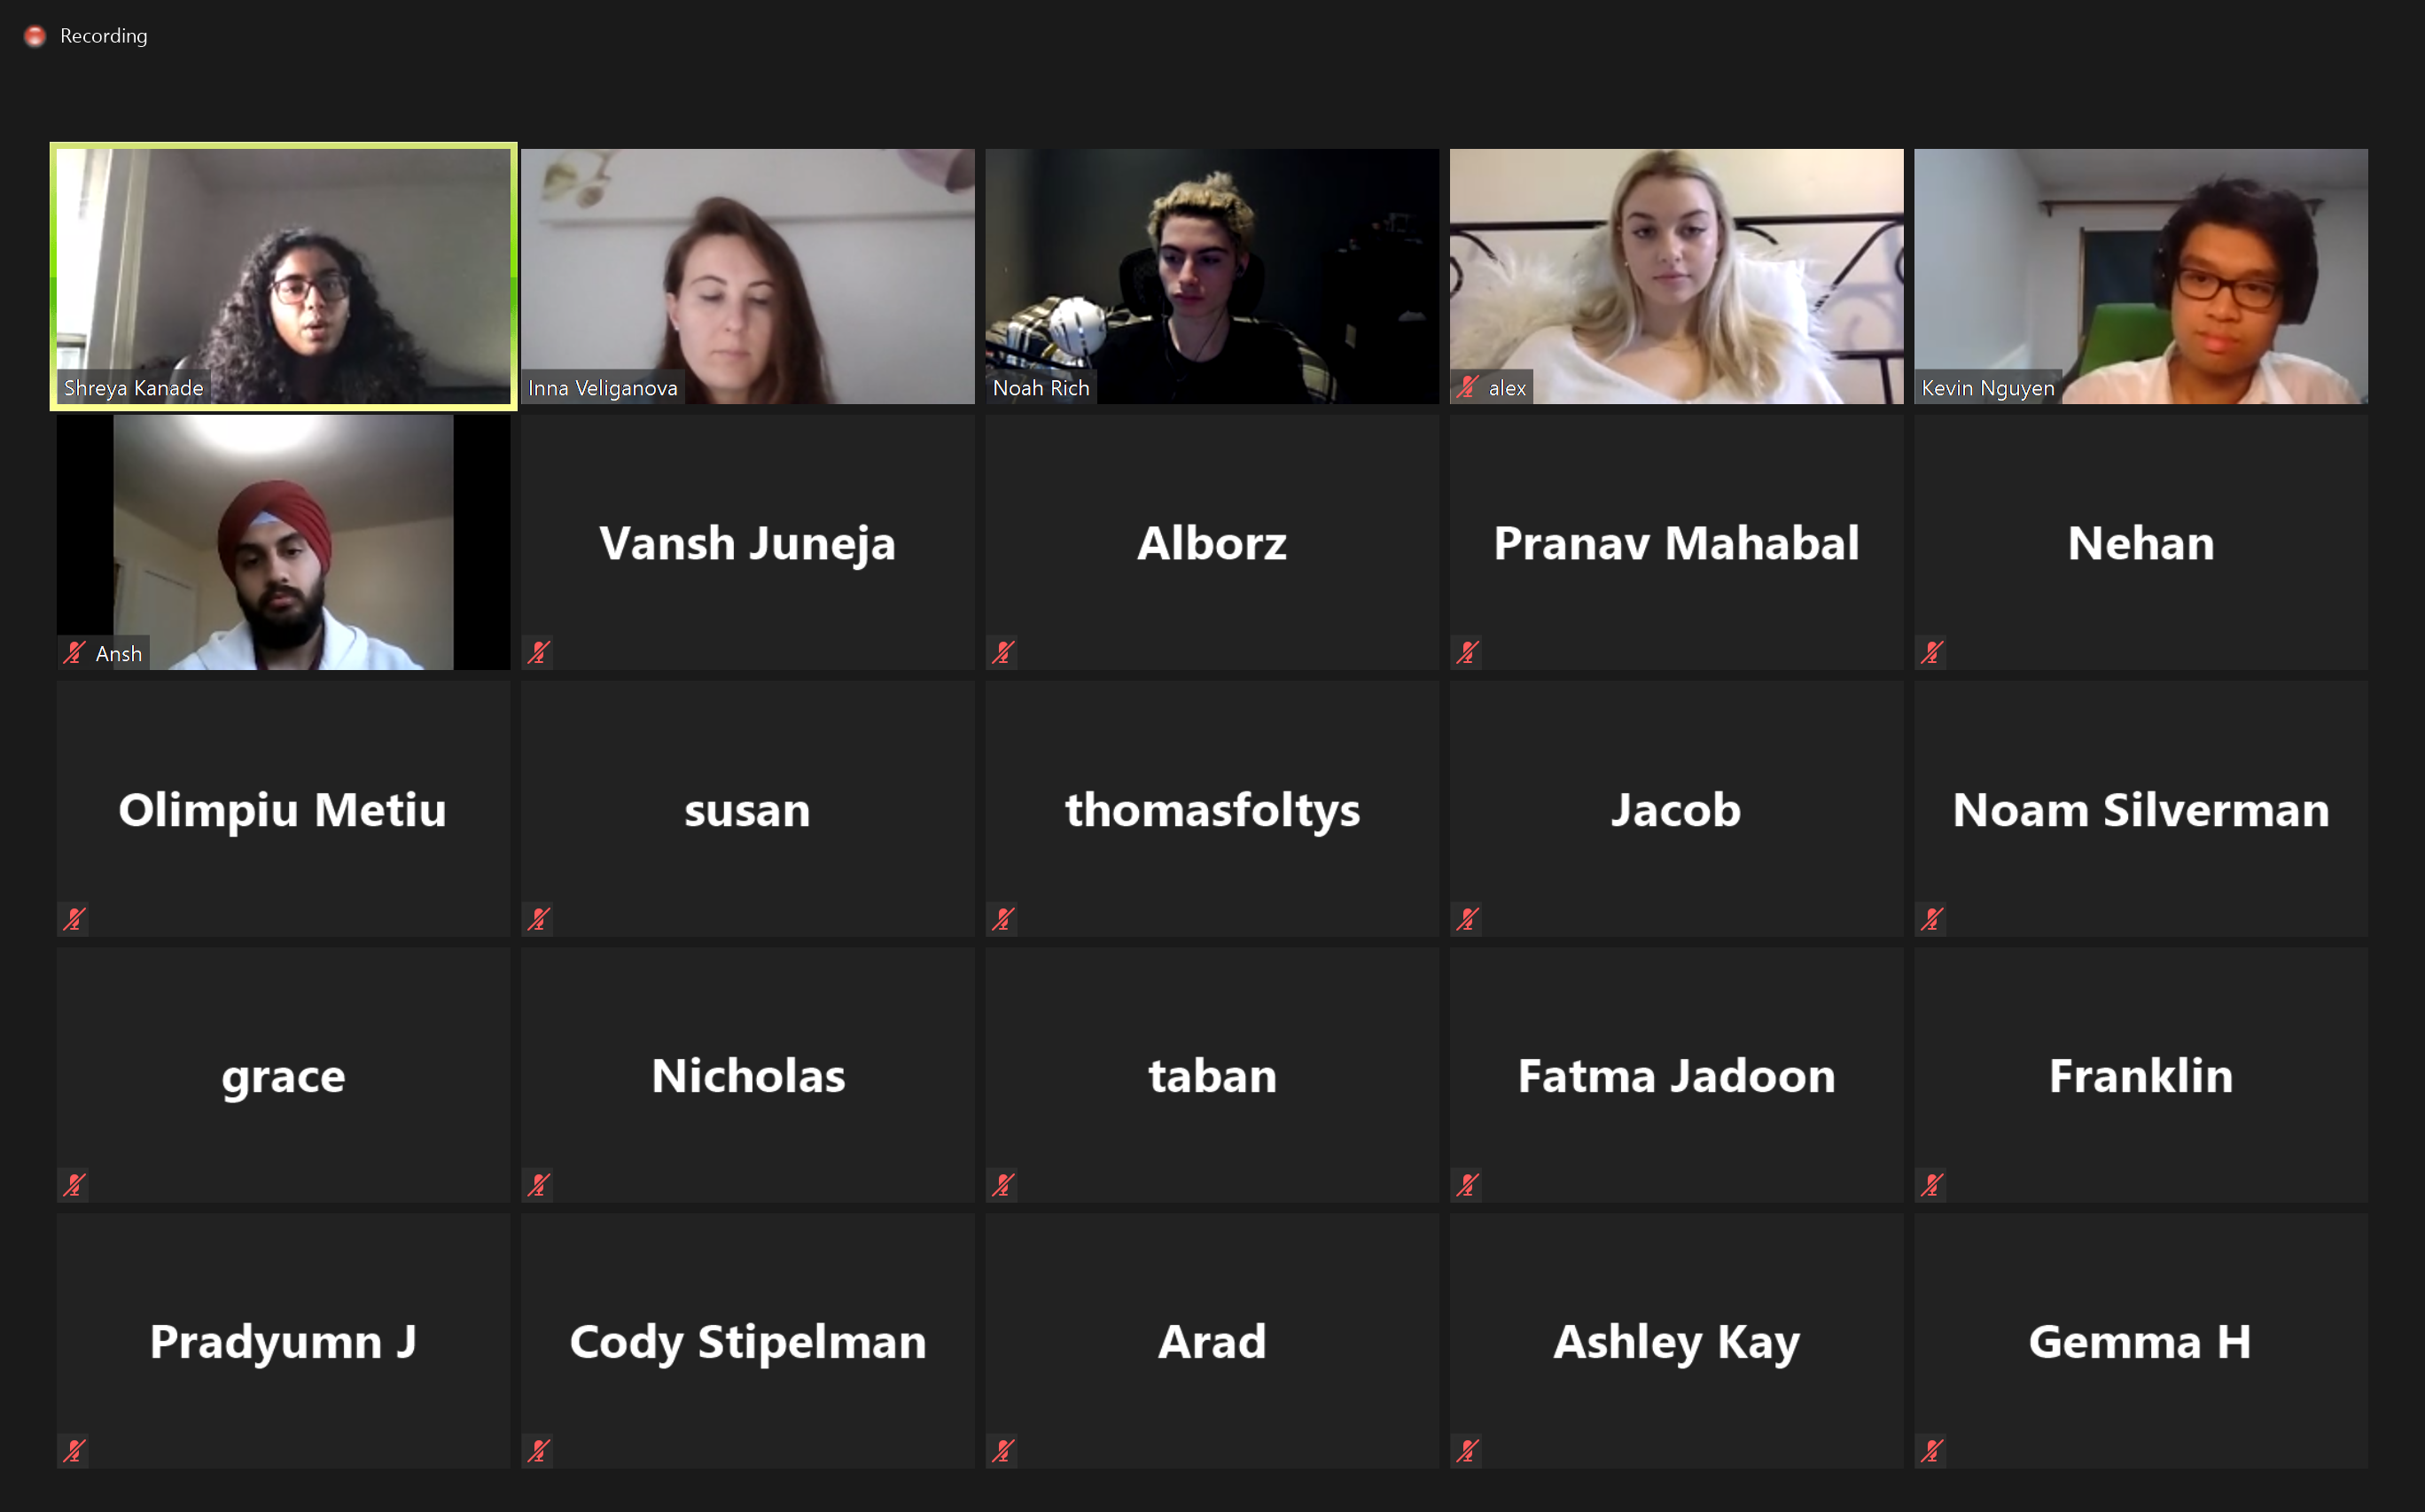 Recording
Shreya Kanade
Inna Veliganova
Noah Rich
alex
Kevin Nguyen
Ansh
Vansh Juneja
Alborz
Pranav Mahabal
Nehan
Olimpiu Metiu
susan
thomasfoltys
Jacob
Noam Silverman
grace
Nicholas
taban
Fatma Jadoon
Franklin
Pradyumn J
Cody Stipelman
Arad
Ashley Kay
Gemma H